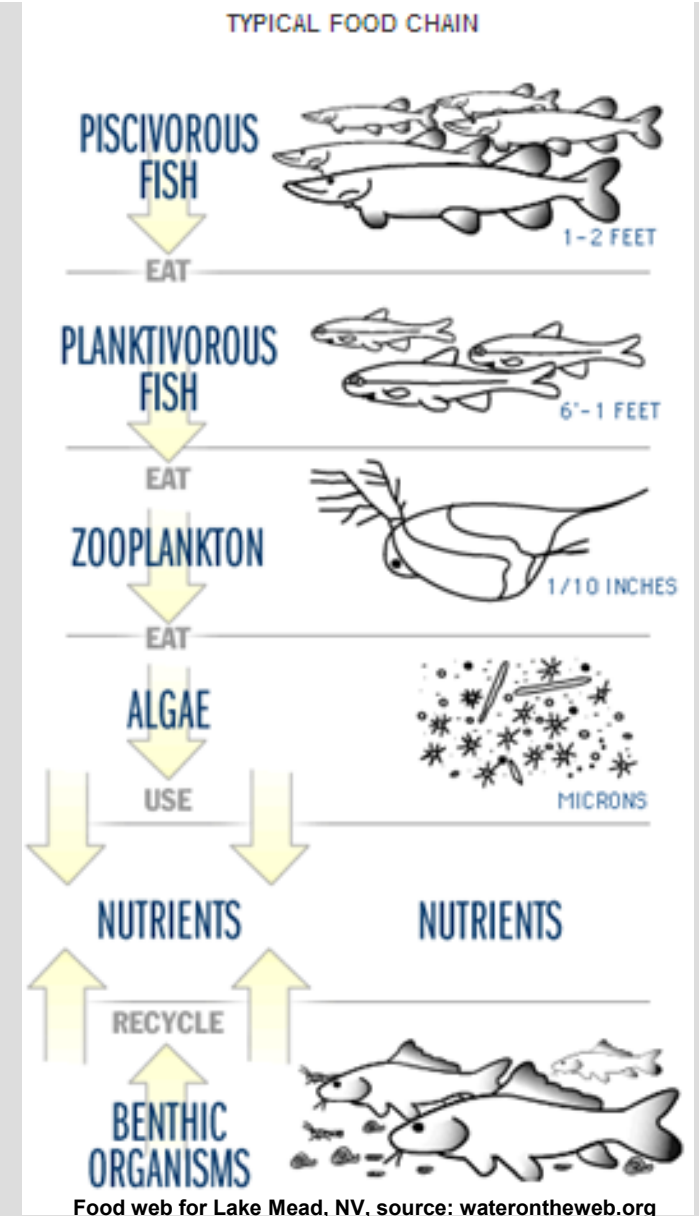 TYPICAL FOOD CHAIN
PISCIVOROUS
FISH
1-2 FEET
EAT
PLANKTIVOROUS
FISH
6"-1 FEET
EAT
ZOOPLANKTON
1/10 INCHES
EAT
ALGAE
USE
MICRONS
NUTRIENTS NUTRIENTS
RECYCLE
BENTHIC
ORGANISMS
Food web for Lake Mead, NV, source: waterontheweb.org